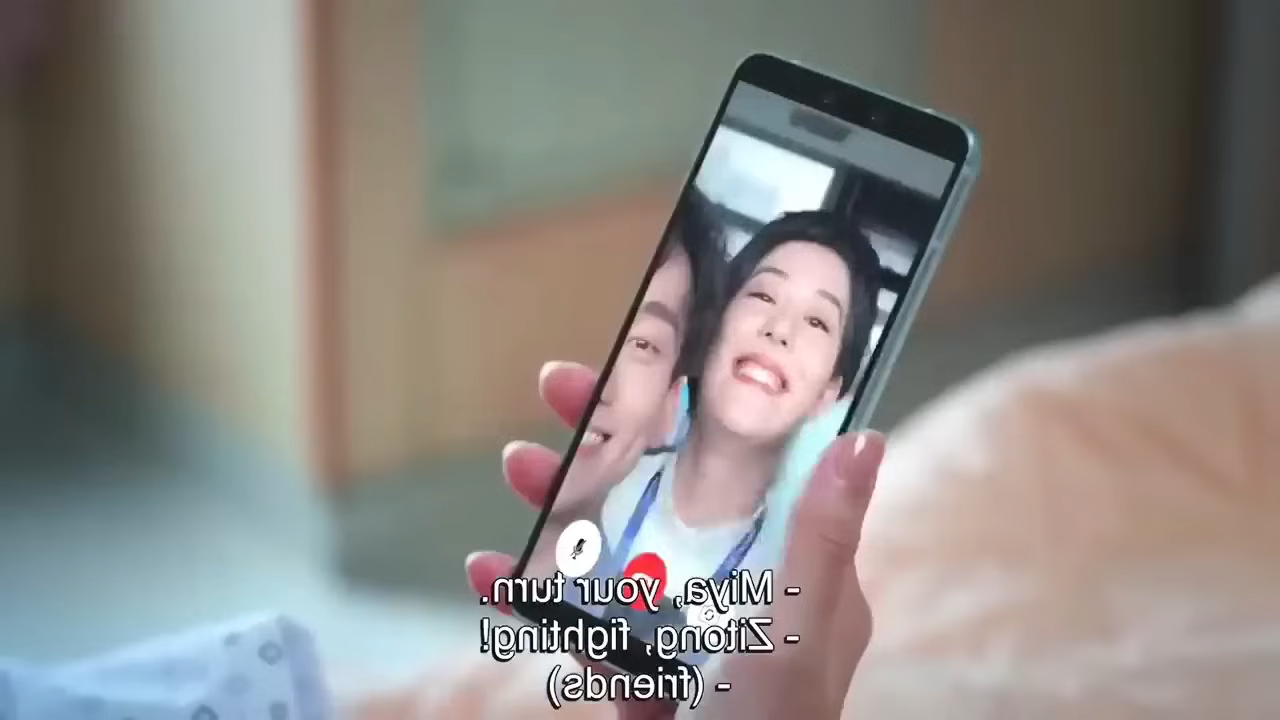 - Miya, your turn.
- Zitong, fighting!
- (friends)